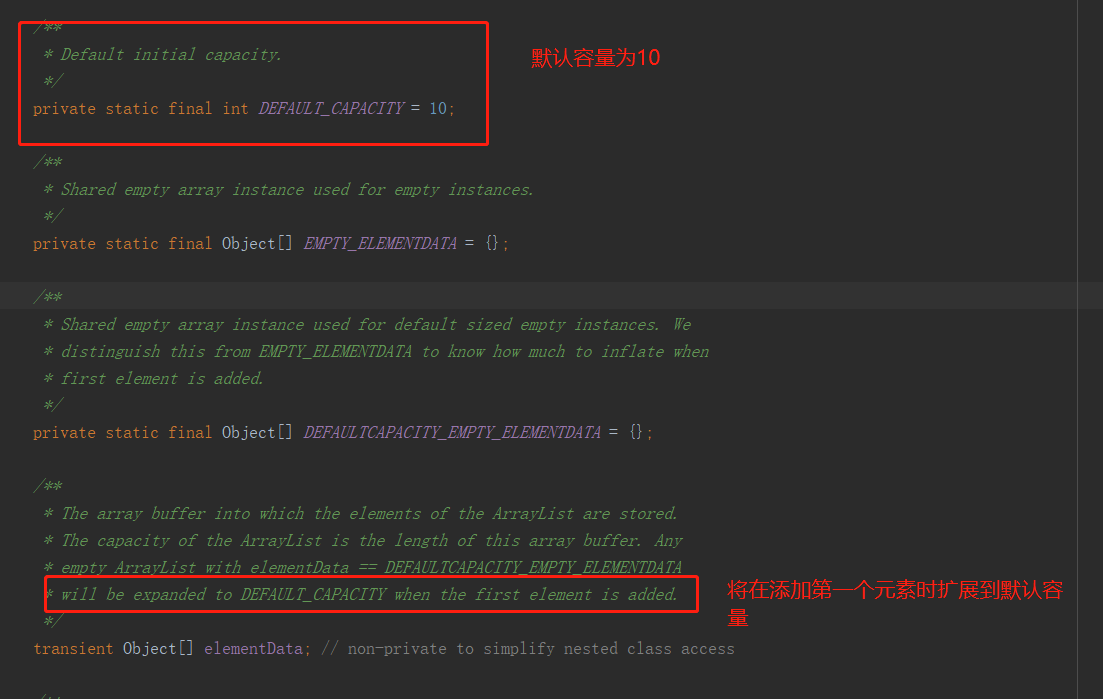 /**
* Default initial capacity.
默认容量为10
*/
private static final int DEFAULT_CAPACITY = 10;
/**
* Shared empty array instance used for empty instances.
*/
private static final Object[] EMPTY_ELEMENTDATA = {};
/**
* Shared empty array instance used for default sized empty instances. We
* distinguish this from EMPTY_ELEMENTDATA to know how much to inflate when
* first element is added.
*/
private static final Object[] DEFAULTCAPACITY_EMPTY_ELEMENTDATA = {};
/**
* The array buffer into which the elements of the ArrayList are stored.
* The capacity of the ArrayList is the length of this array buffer. Any
* empty ArrayList with elementData == DEFAULTCAPACITY_EMPTY_ELEMENTDATA
* will be expanded to DEFAULT_CAPACITY when the first element is added.
将在添加第一个元素时扩展到默认容
量
*/
transient Object[] elementData; // non-private to simplify nested class access
/**